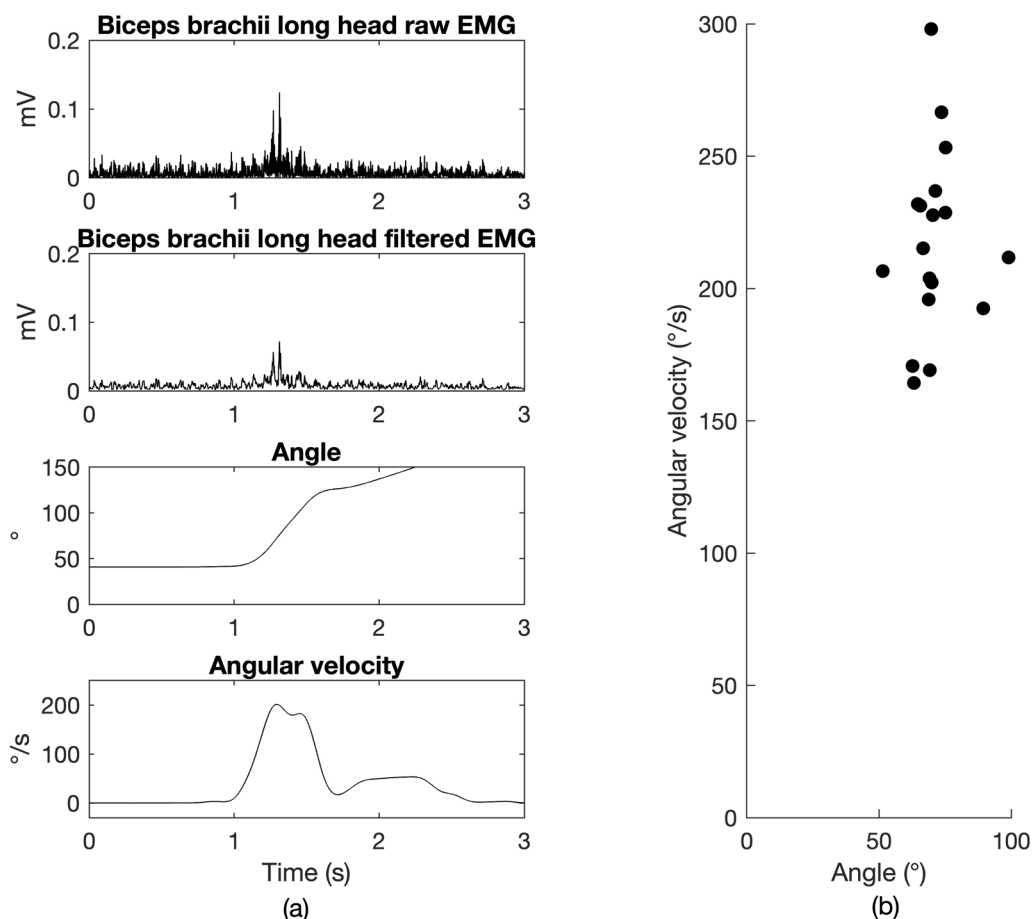 Biceps brachii long head raw EMG
0.2
0.1
0
mV
0 1 2 3
Biceps brachii long head filtered EMG
0.2
0.1
0
mV
0 1 2 3
Angle
150
100
50
0
°
0 1 2 3
Angular velocity
200
100
0
°/s
0 1 2 3
Time (s)
(a)
300
250
200
150
100
50
0
Angular velocity (°/s)
0 50 100
Angle (°)
(b)